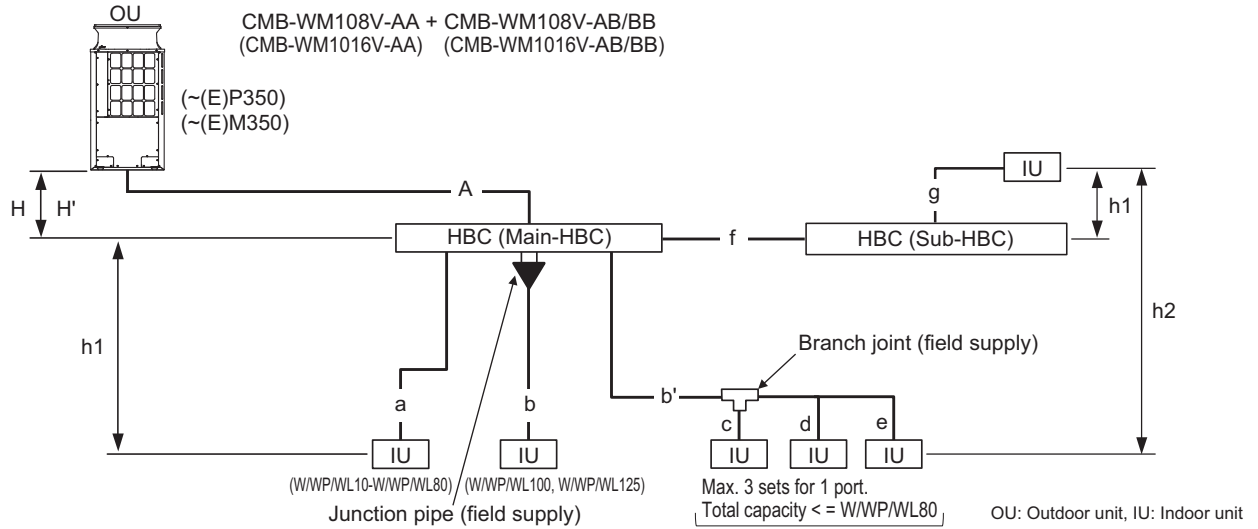 OU
CMB-WM108V-AA + CMB-WM108V-AB/BB
(CMB-WM1016V-AA) (CMB-WM1016V-AB/BB)
(~(E)P350)
(~(E)M350)
IU
A
g
h1
H H'
HBC (Main-HBC)
f
HBC (Sub-HBC)
h2
h1
Branch joint (field supply)
a
b
b'
c
d
e
IU
IU
IU
IU
IU
(W/WP/WL10-W/WP/WL80)
(W/WP/WL100, W/WP/WL125)
Max. 3 sets for 1 port.
Total capacity < = W/WP/WL80
Junction pipe (field supply)
OU: Outdoor unit, IU: Indoor unit